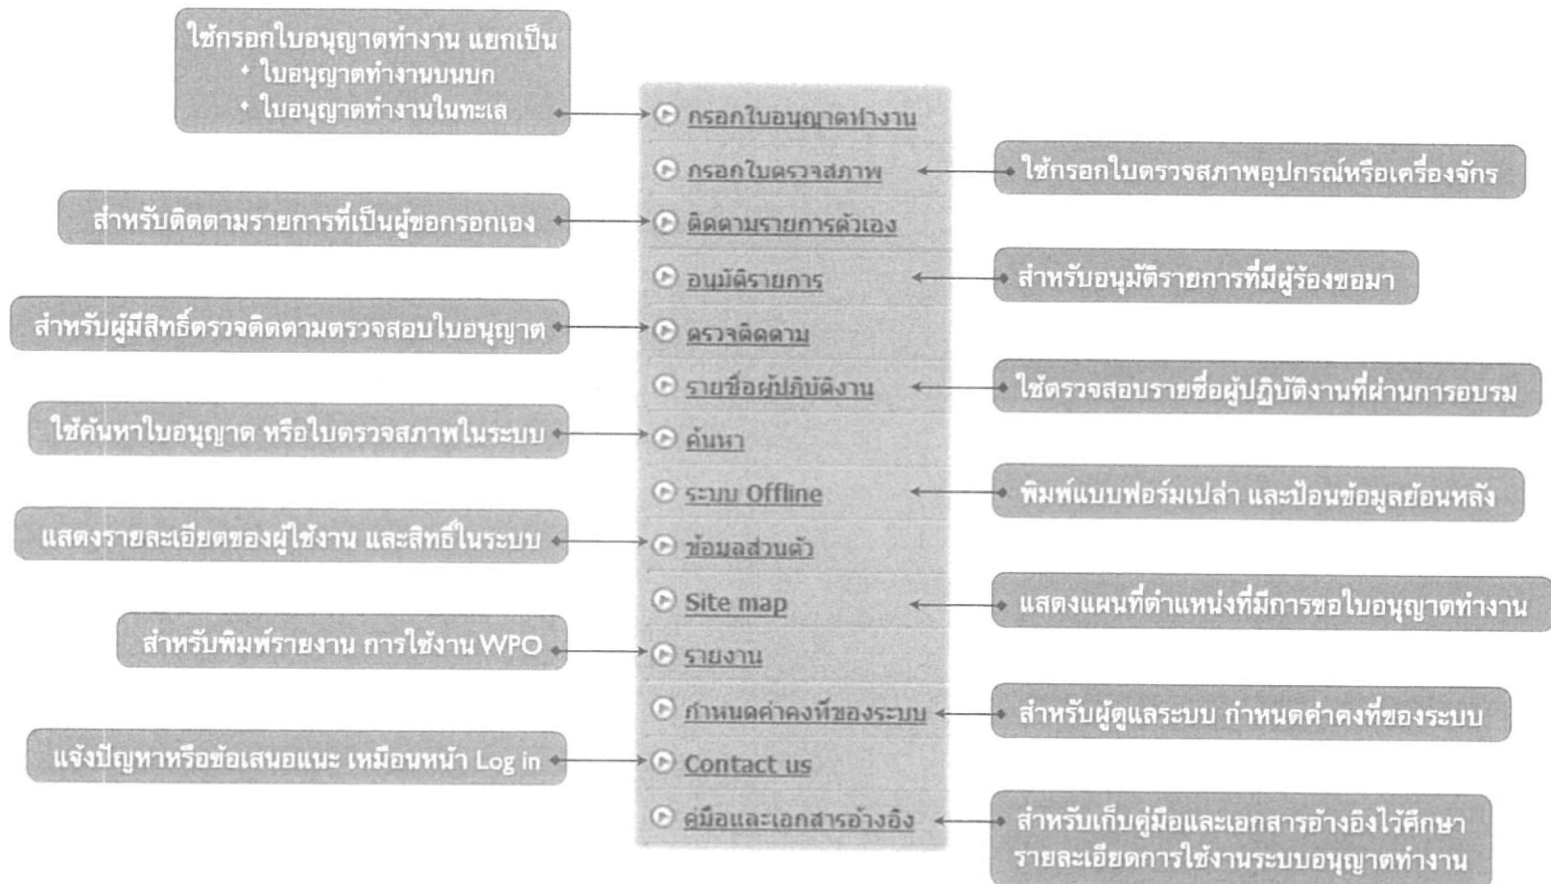 ใช้กรอกใบอนุญาตทำงาน แยกเป็น
• ใบอนุญาตทำงานบนบก
• ใบอนุญาตทำงานในทะเล
กรอกใบอนุญาตทำงาน
กรอกใบตรวจสภาพ
ใช้กรอกใบตรวจสภาพอุปกรณ์หรือเครื่องจักร
สำหรับติดตามรายการที่เป็นผู้ขอกรอกเอง
ติดตามรายการตัวเอง
อนุมัติรายการ
สำหรับอนุมัติรายการที่มีผู้ร้องขอมา
สำหรับผู้มีสิทธิ์ตรวจติดตามตรวจสอบใบอนุญาต
ตรวจติดตาม
รายชื่อผู้ปฏิบัติงาน
ใช้ตรวจสอบรายชื่อผู้ปฏิบัติงานที่ผ่านการอบรม
ใช้ค้นหาใบอนุญาต หรือใบตรวจสภาพในระบบ
ค้นหา
ระบบ Offline
พิมพ์แบบฟอร์มเปล่า และป้อนข้อมูลย้อนหลัง
แสดงรายละเอียดของผู้ใช้งาน และสิทธิ์ในระบบ
ข้อมูลส่วนตัว
Site map
แสดงแผนที่ตำแหน่งที่มีการขอใบอนุญาตทำงาน
สำหรับพิมพ์รายงาน การใช้งาน WPO
รายงาน
กำหนดค่าคงที่ของระบบ
สำหรับผู้ดูแลระบบ กำหนดค่าคงที่ของระบบ
แจ้งปัญหาหรือข้อเสนอแนะ เหมือนหน้า Log in
Contact us
คู่มือและเอกสารอ้างอิง
สำหรับเก็บคู่มือและเอกสารอ้างอิงไว้ศึกษา
รายละเอียดการใช้งานระบบอนุญาตทำงาน